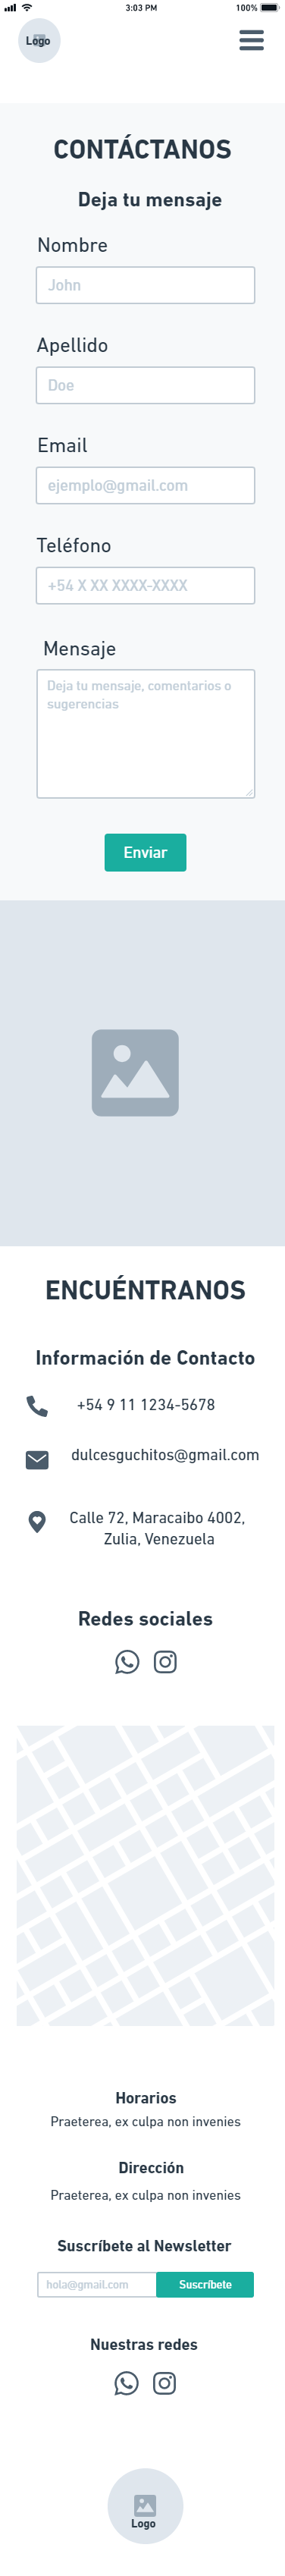 3:03 PM
100%
Logo
CONTÁCTANOS
Deja tu mensaje
Nombre
John
Apellido
Doe
Email
ejemplo@gmail.com
Teléfono
+54 X XX XXXX-XXXX
Mensaje
Deja tu mensaje, comentarios o
sugerencias
Enviar
ENCUÉNTRANOS
Información de Contacto
+54 9 11 1234-5678
dulcesguchitos@gmail.com
Calle 72, Maracaibo 4002,
Zulia, Venezuela
Redes sociales
Horarios
Praeterea, ex culpa non invenies
Dirección
Praeterea, ex culpa non invenies
Suscríbete al Newsletter
hola@gmail.com
Suscríbete
Nuestras redes
Logo